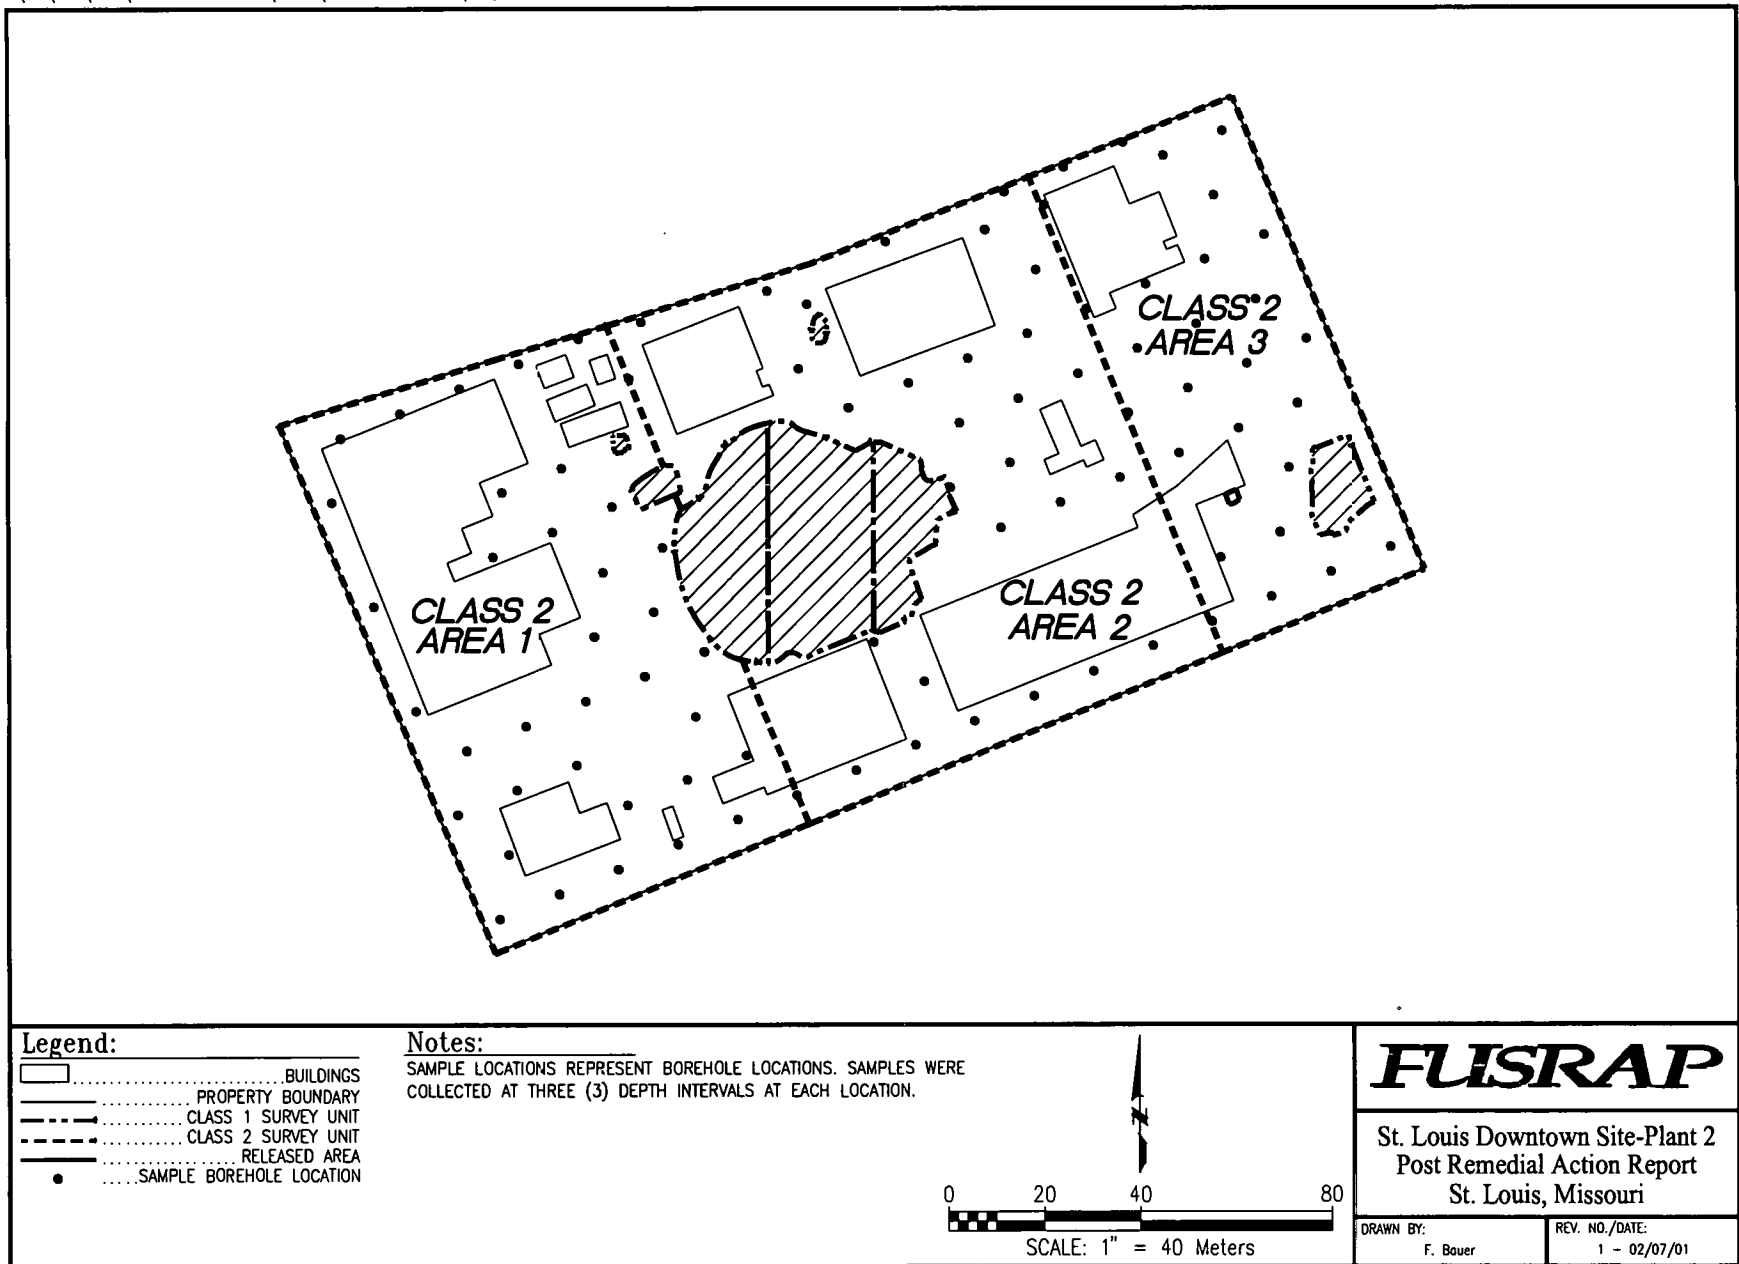 CLASS 2
AREA 3
CLASS 2
AREA 1
CLASS 2
AREA 2
Legend:
........................BUILDINGS
............ PROPERTY BOUNDARY
........... CLASS 1 SURVEY UNIT
........... CLASS 2 SURVEY UNIT
................. RELEASED AREA
.....SAMPLE BOREHOLE LOCATION
Notes:
SAMPLE LOCATIONS REPRESENT BOREHOLE LOCATIONS. SAMPLES WERE
COLLECTED AT THREE (3) DEPTH INTERVALS AT EACH LOCATION.
0 20 40 80
SCALE: 1" = 40 Meters
FUSRAP
St. Louis Downtown Site-Plant 2
Post Remedial Action Report
St. Louis, Missouri
DRAWN BY:
F. Bauer
REV. NO./DATE:
1 - 02/07/01